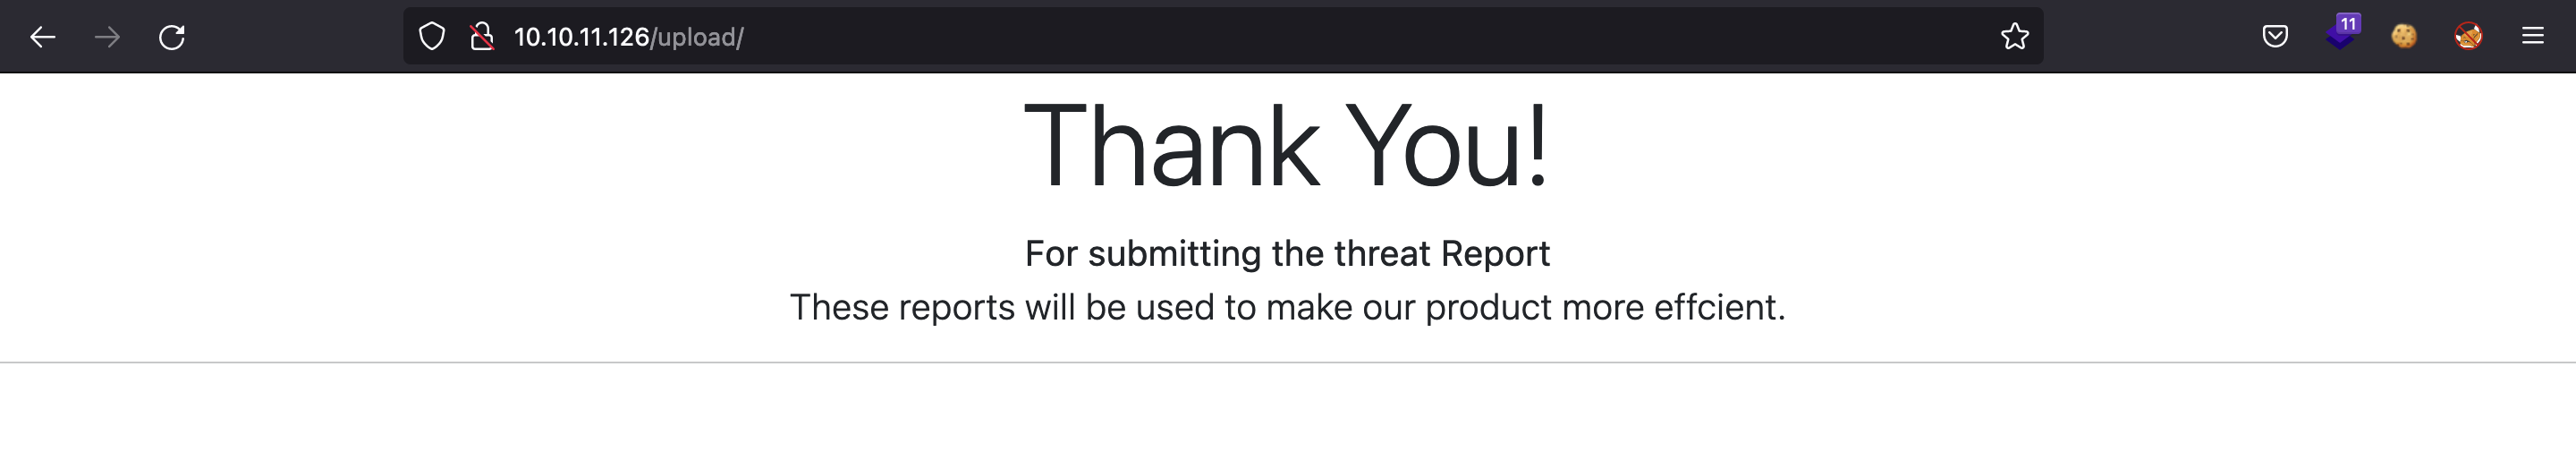 10.10.11.126/upload/
11
Thank You!
For submitting the threat Report
These reports will be used to make our product more effcient.